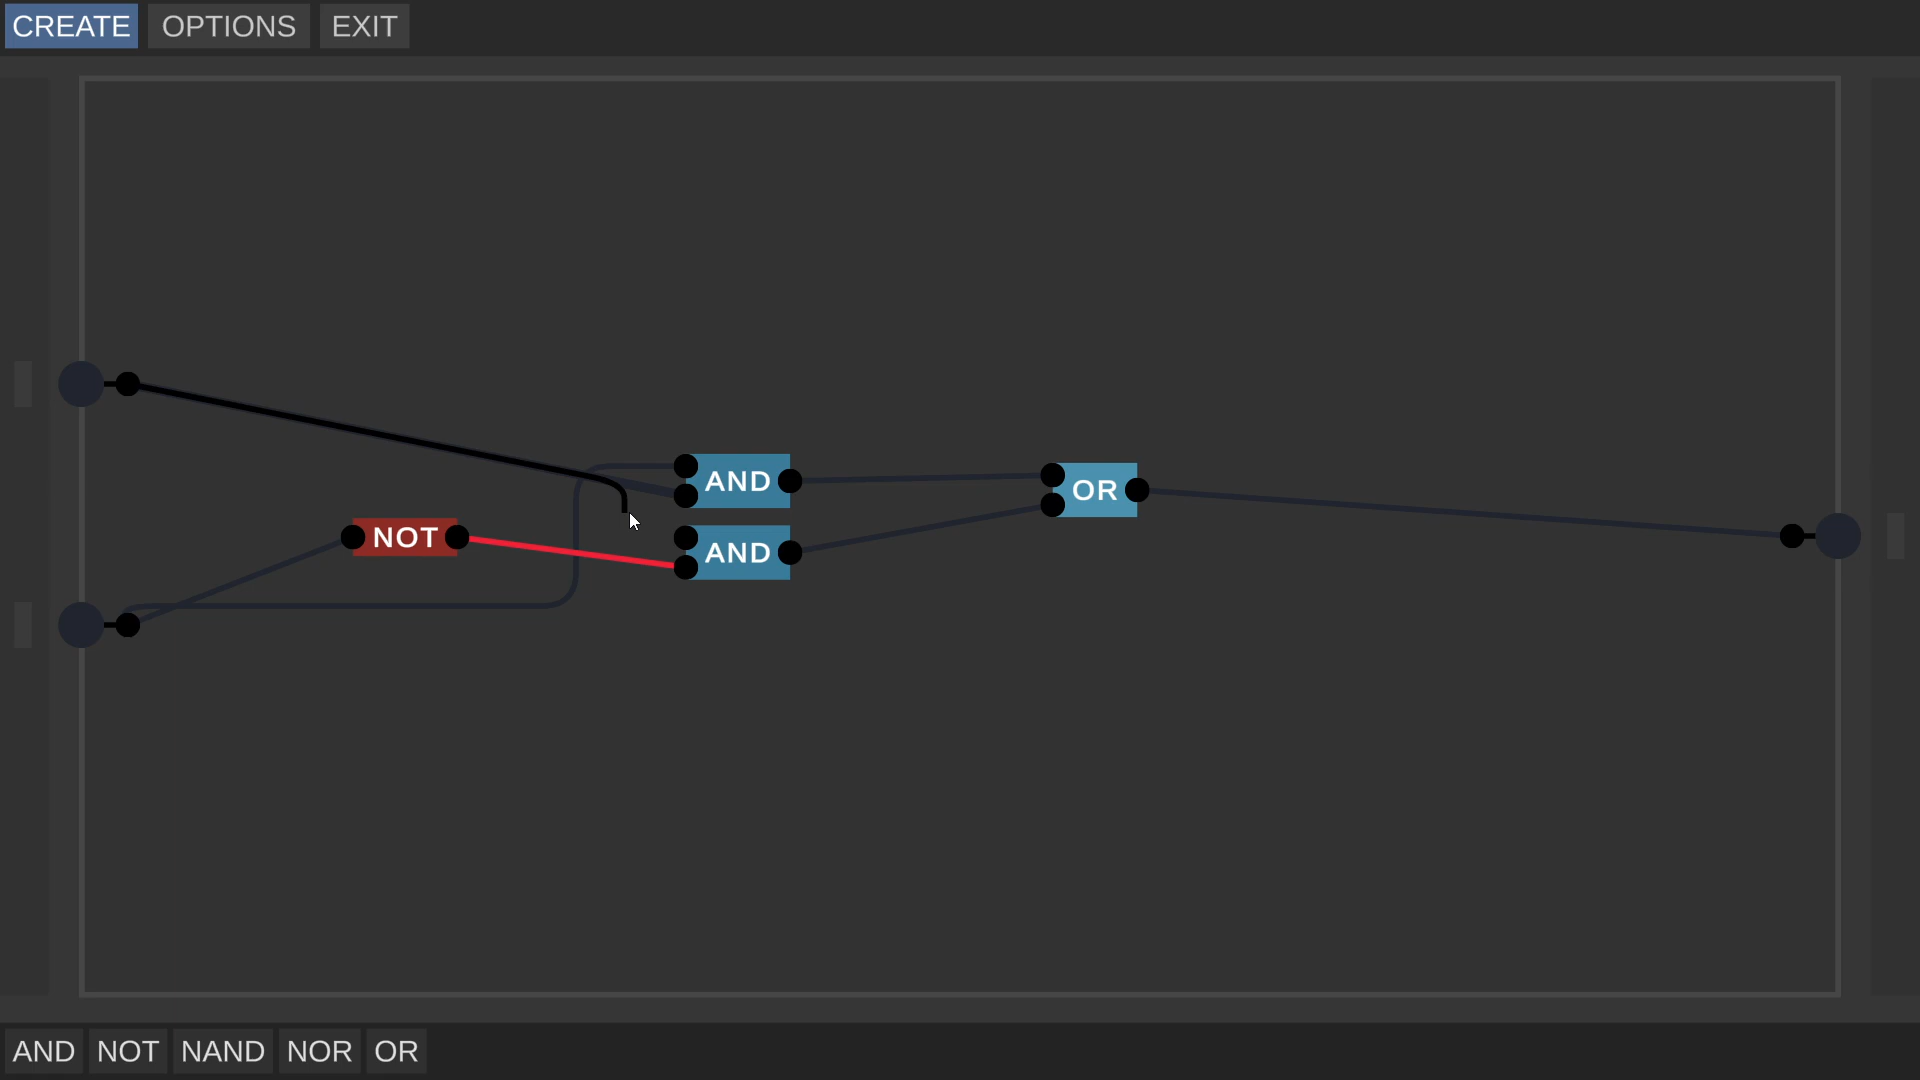 CREATE OPTIONS EXIT
AND
OR
NOT
AND
AND NOT NAND NOR OR